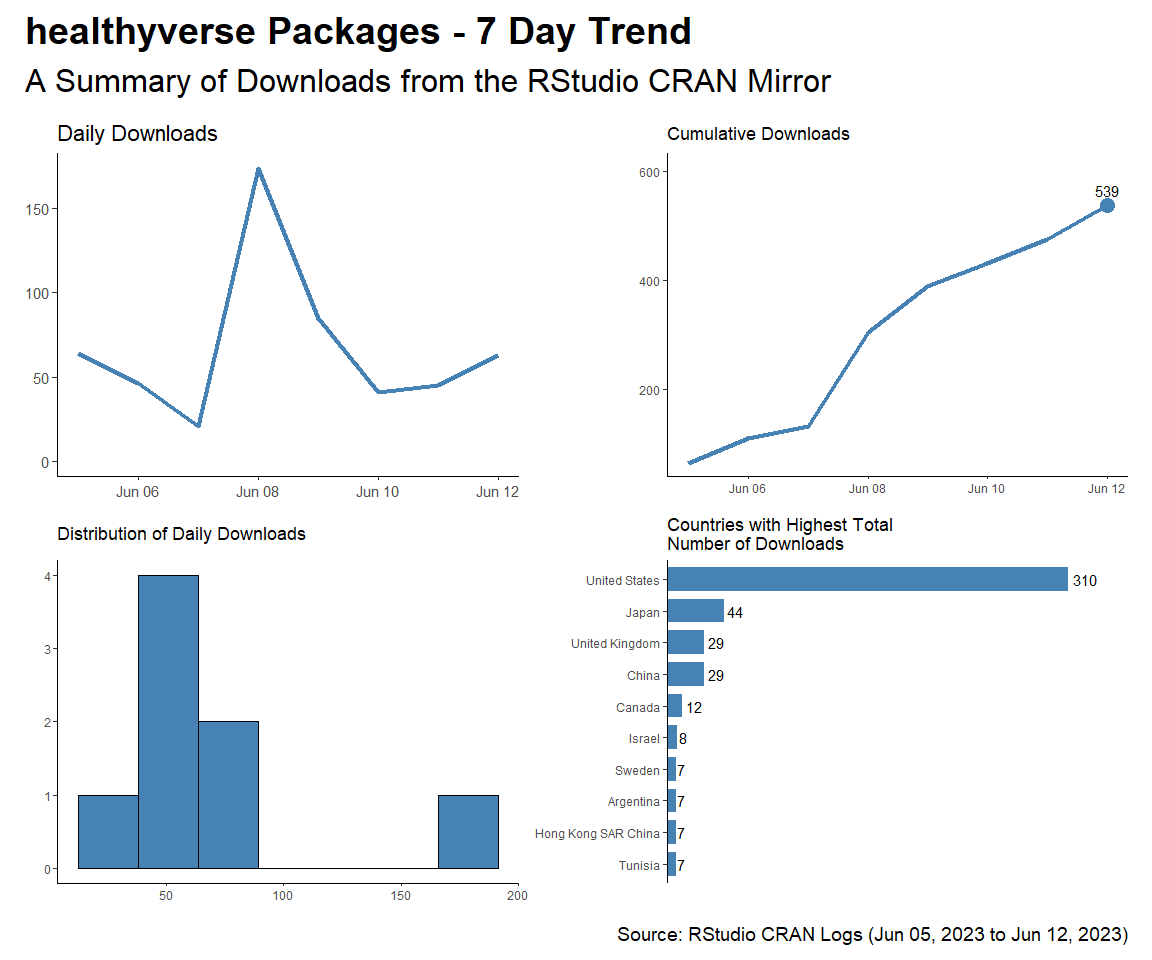 healthyverse Packages - 7 Day Trend
A Summary of Downloads from the RStudio CRAN Mirror
Daily Downloads
150
100
50
0
Jun 06 Jun 08 Jun 10 Jun 12
Cumulative Downloads
600
400
200
539
Jun 06 Jun 08 Jun 10 Jun 12
Distribution of Daily Downloads
4
3
2
1
0
50 100 150 200
Countries with Highest Total
Number of Downloads
United States 310
Japan 44
United Kingdom 29
China 29
Canada 12
Israel 8
Sweden 7
Argentina 7
Hong Kong SAR China 7
Tunisia 7
Source: RStudio CRAN Logs (Jun 05, 2023 to Jun 12, 2023)